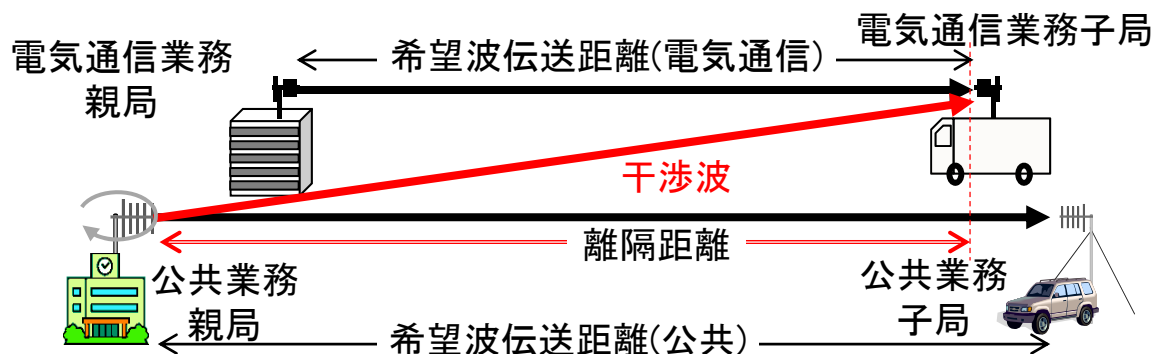 電気通信業務子局
電気通信業務
親局
希望波伝送距離(電気通信)
干渉波
離隔距離
公共業務
親局
公共業務
子局
希望波伝送距離(公共)